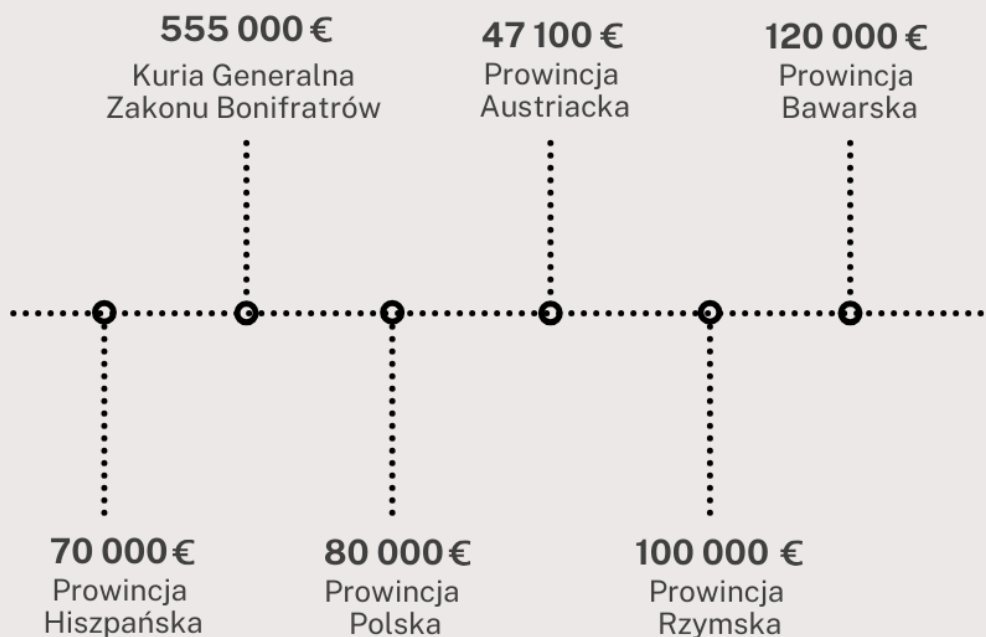 555 000 €
Kuria Generalna
Zakonu Bonifratrów
47 100 €
Prowincja
Austriacka
120 000 €
Prowincja
Bawarska
70 000 €
Prowincja
Hiszpańska
80 000 €
Prowincja
Polska
100 000 €
Prowincja
Rzymska